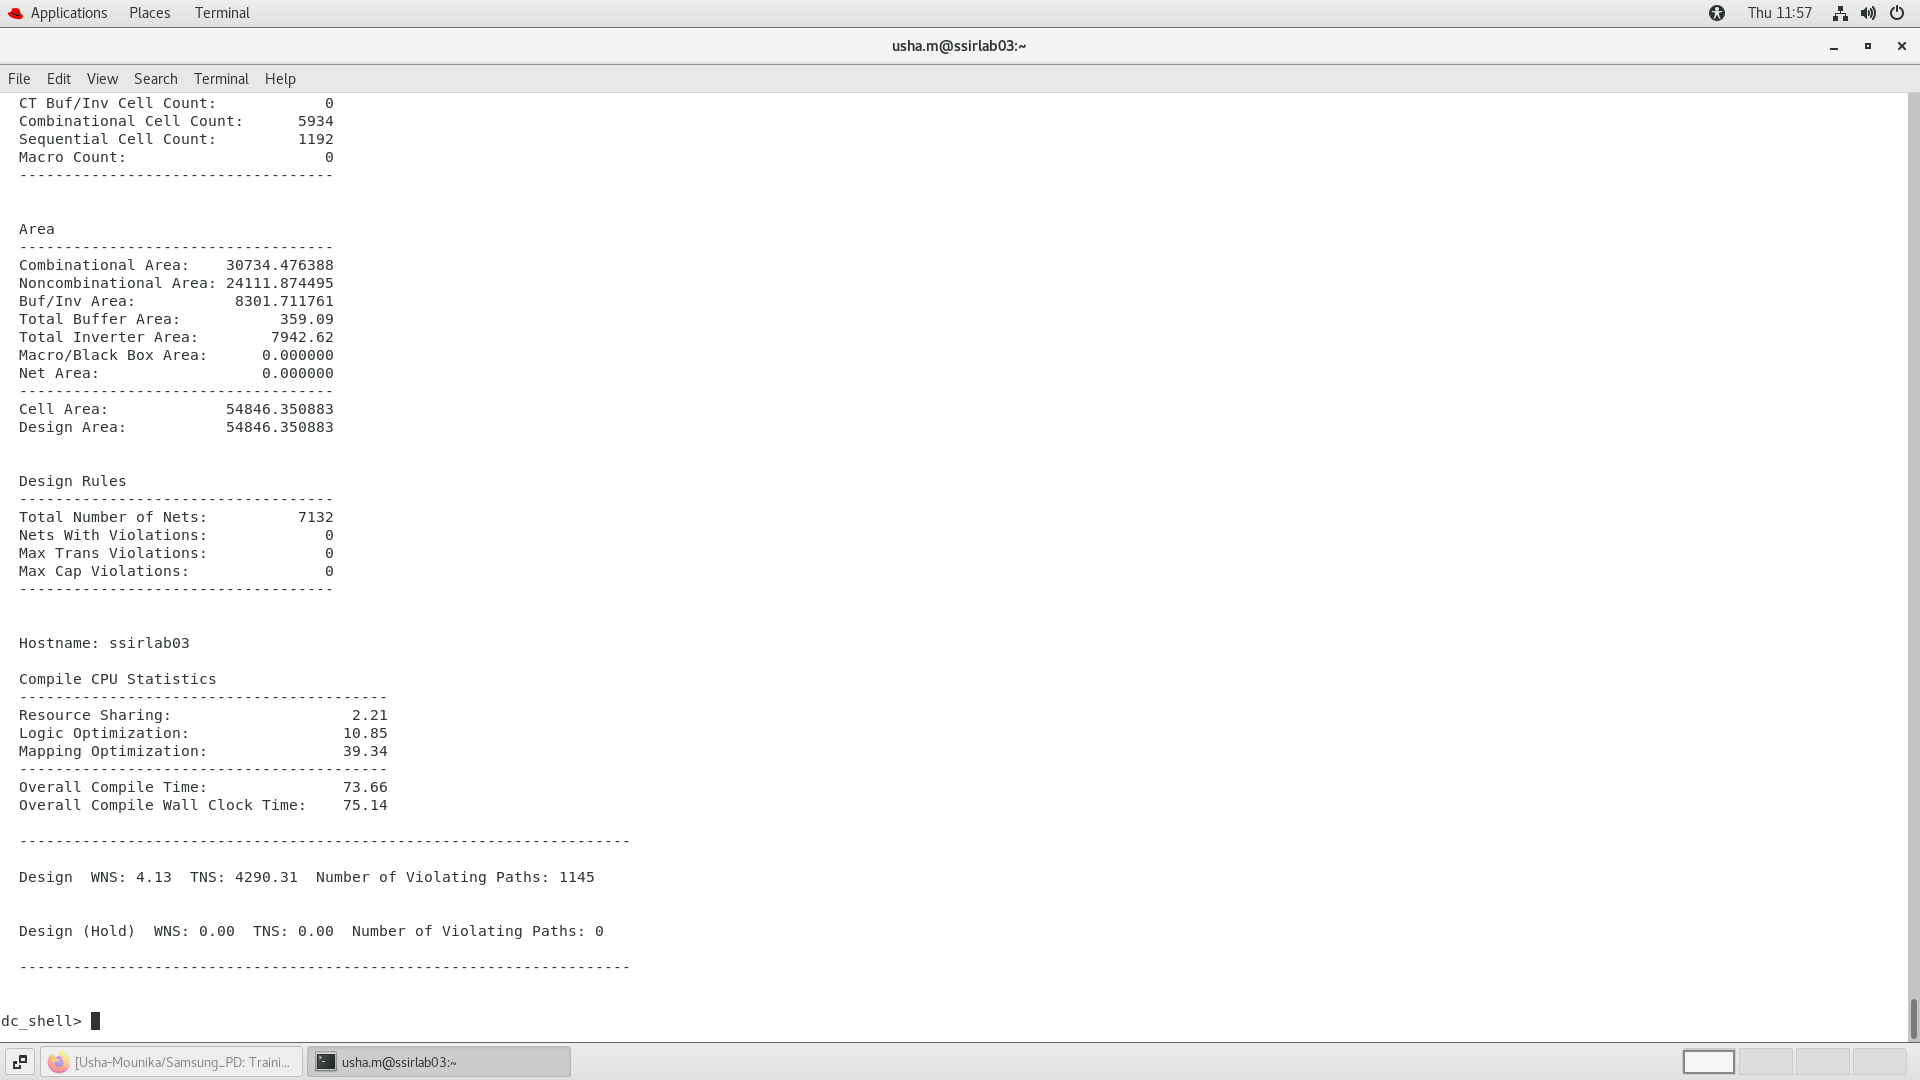 Applications Places Terminal Thu 11:57
usha.m@ssirlab03:~
File Edit View Search Terminal Help
CT Buf/Inv Cell Count: 0
Combinational Cell Count: 5934
Sequential Cell Count: 1192
Macro Count: 0
-----------------------------------
Area
-----------------------------------
Combinational Area: 30734.476388
Noncombinational Area: 24111.874495
Buf/Inv Area: 8301.711761
Total Buffer Area: 359.09
Total Inverter Area: 7942.62
Macro/Black Box Area: 0.000000
Net Area: 0.000000
-----------------------------------
Cell Area: 54846.350883
Design Area: 54846.350883
Design Rules
-----------------------------------
Total Number of Nets: 7132
Nets With Violations: 0
Max Trans Violations: 0
Max Cap Violations: 0
-----------------------------------
Hostname: ssirlab03
Compile CPU Statistics
-----------------------------------------
Resource Sharing: 2.21
Logic Optimization: 10.85
Mapping Optimization: 39.34
-----------------------------------------
Overall Compile Time: 73.66
Overall Compile Wall Clock Time: 75.14
--------------------------------------------------------------------
Design WNS: 4.13 TNS: 4290.31 Number of Violating Paths: 1145
Design (Hold) WNS: 0.00 TNS: 0.00 Number of Violating Paths: 0
--------------------------------------------------------------------
dc_shell>
[Usha-Mounika/Samsung_PD: Traini... usha.m@ssirlab03:~